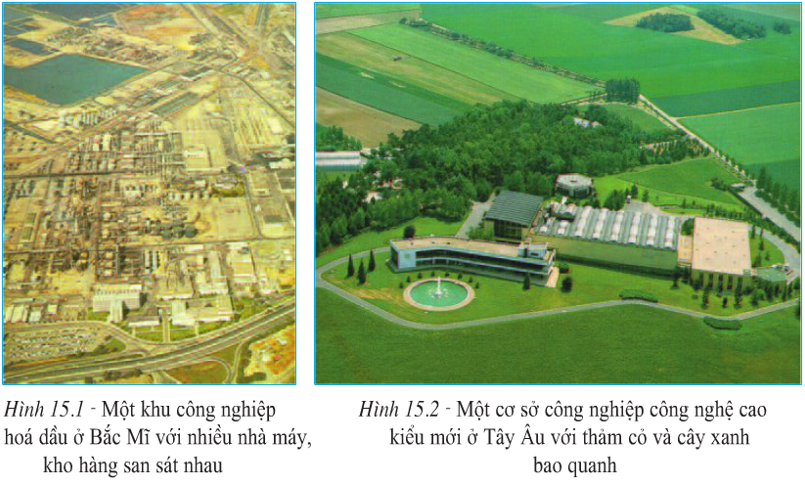 Hình 15.1 - Một khu công nghiệp
hoá dầu ở Bắc Mĩ với nhiều nhà máy,
kho hàng san sát nhau
Hình 15.2 - Một cơ sở công nghiệp công nghệ cao
kiểu mới ở Tây Âu với thảm cỏ và cây xanh
bao quanh